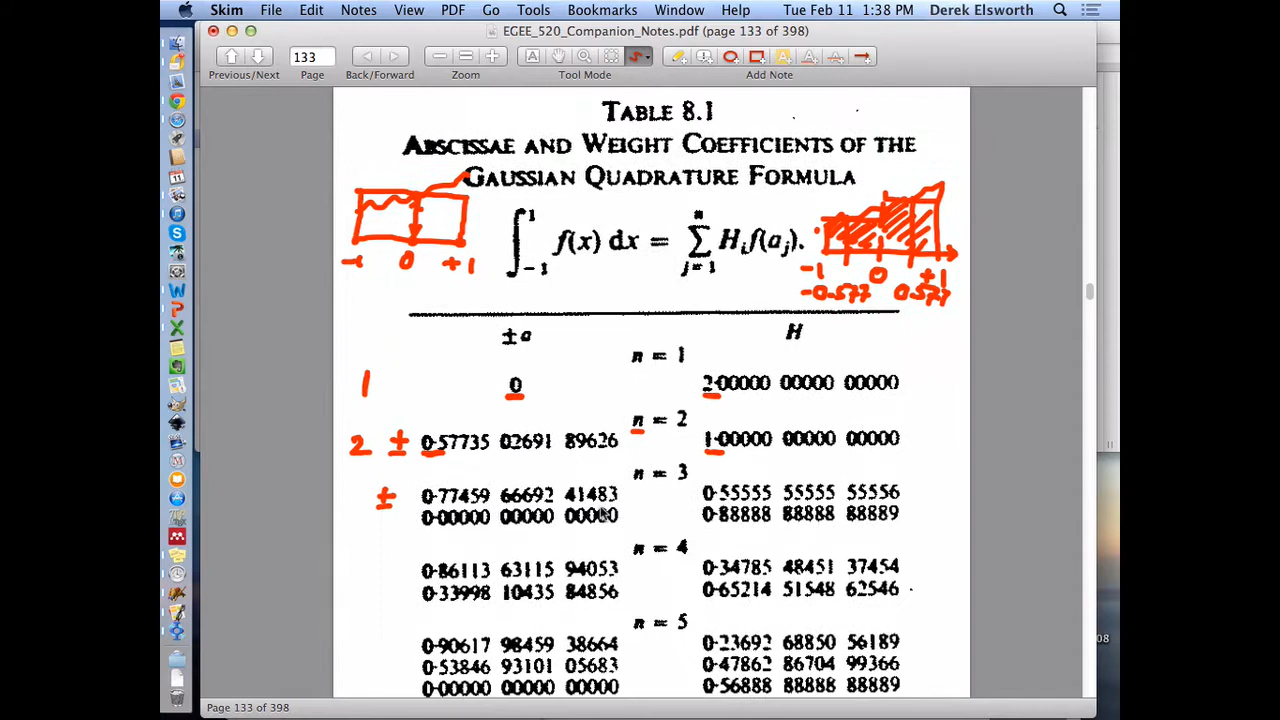 Skim File Edit Notes View PDF Go Tools Bookmarks Window Help Tue Feb 11 1:38 PM Derek Elsworth
EGEE_520_Companion_Notes.pdf (page 133 of 398)
133
Previous/Next Page Back/Forward Zoom Tool Mode Add Note
TABLE 8.1
ABSCISSAE AND WEIGHT COEFFICIENTS OF THE
GAUSSIAN QUADRATURE FORMULA
∫₋₁¹ f(x) dx = Σⱼ₌₁ⁿ Hᵢf(aⱼ).
-1 0 +1
-1 0 +1
-0.577 0.577
±a H
n = 1
1 0 2·00000 00000 00000
n = 2
2 ± 0·57735 02691 89626 1·00000 00000 00000
n = 3
± 0·77459 66692 41483 0·55555 55555 55556
0·00000 00000 00000 0·88888 88888 88889
n = 4
0·86113 63115 94053 0·34785 48451 37454
0·33998 10435 84856 0·65214 51548 62546
n = 5
0·90617 98459 38664 0·23692 68850 56189
0·53846 93101 05683 0·47862 86704 99366
0·00000 00000 00000 0·56888 88888 88889
Page 133 of 398
08